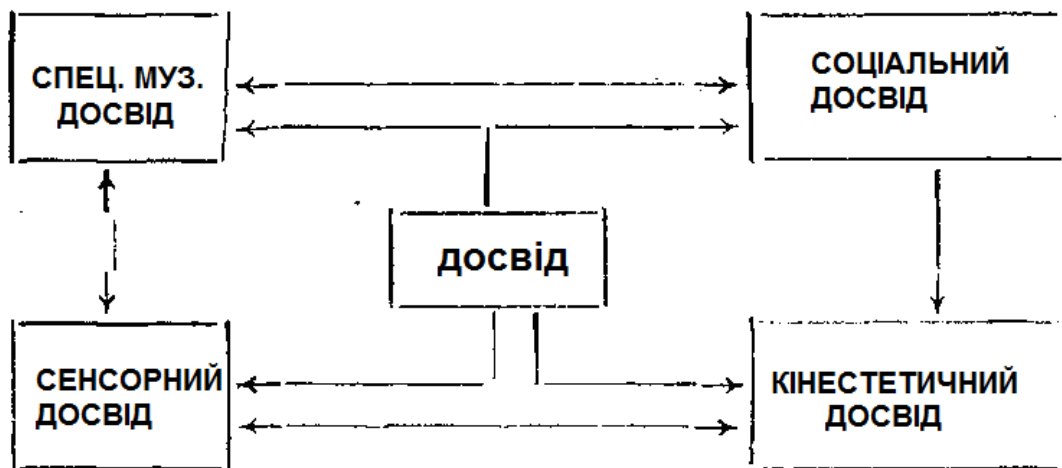 СПЕЦ. МУЗ.
ДОСВІД
СОЦІАЛЬНИЙ
ДОСВІД
ДОСВіД
СЕНСОРНИЙ
ДОСВІД
КІНЕСТЕТИЧНИЙ
ДОСВІД